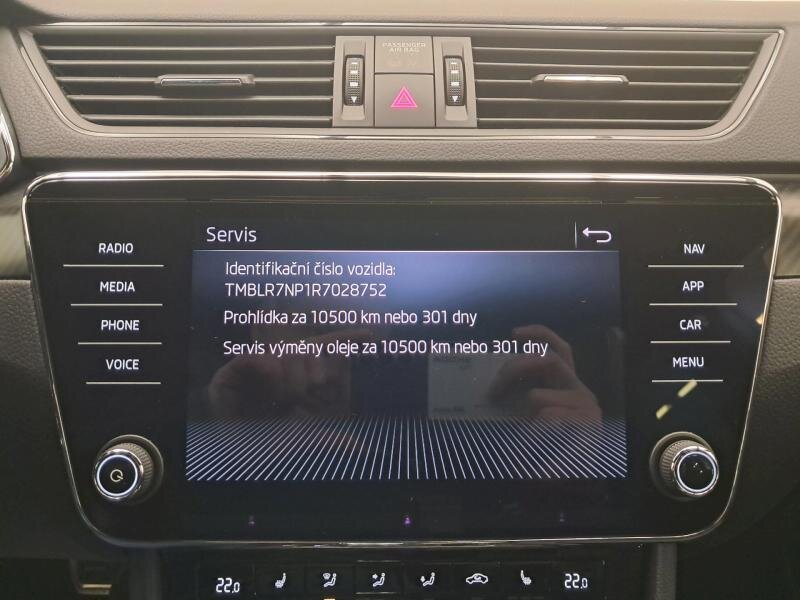 PASSENGER
AIR BAG
Servis
RADIO
MEDIA
PHONE
VOICE
Identifikační číslo vozidla:
TMBLR7NP1R7028752
Prohlídka za 10500 km nebo 301 dny
Servis výměny oleje za 10500 km nebo 301 dny
NAV
APP
CAR
MENU
22.0
22.0